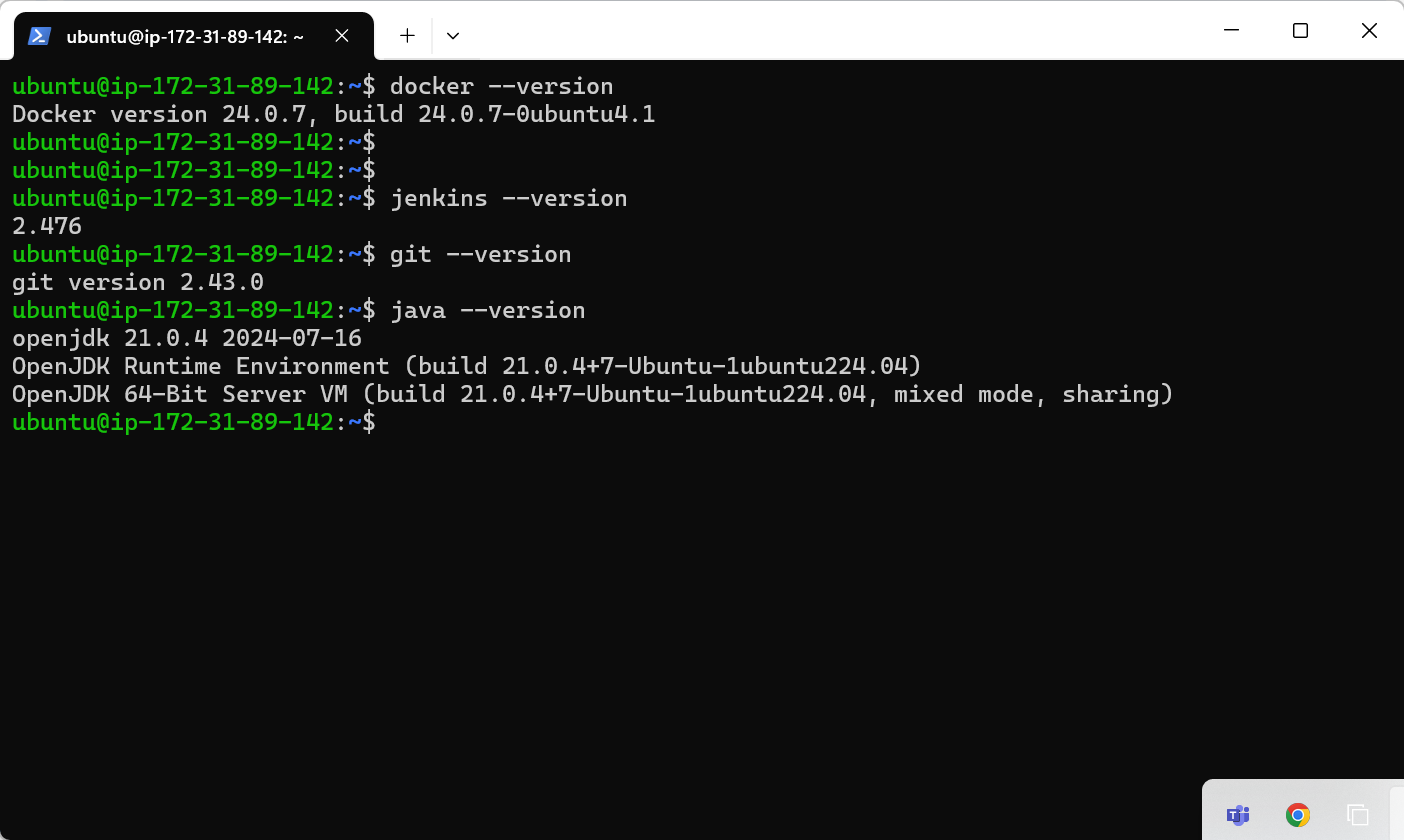 ubuntu@ip-172-31-89-142: ~
ubuntu@ip-172-31-89-142:~$ docker --version
Docker version 24.0.7, build 24.0.7-0ubuntu4.1
ubuntu@ip-172-31-89-142:~$
ubuntu@ip-172-31-89-142:~$
ubuntu@ip-172-31-89-142:~$ jenkins --version
2.476
ubuntu@ip-172-31-89-142:~$ git --version
git version 2.43.0
ubuntu@ip-172-31-89-142:~$ java --version
openjdk 21.0.4 2024-07-16
OpenJDK Runtime Environment (build 21.0.4+7-Ubuntu-1ubuntu224.04)
OpenJDK 64-Bit Server VM (build 21.0.4+7-Ubuntu-1ubuntu224.04, mixed mode, sharing)
ubuntu@ip-172-31-89-142:~$